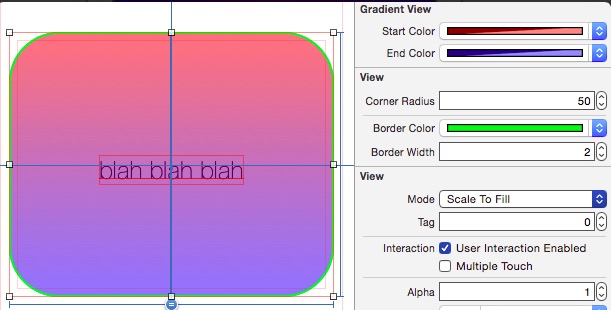 Gradient View
Start Color
End Color
View
Corner Radius 50
Border Color
Border Width 2
View
Mode Scale To Fill
Tag 0
Interaction User Interaction Enabled
Multiple Touch
Alpha 1
blah blah blah